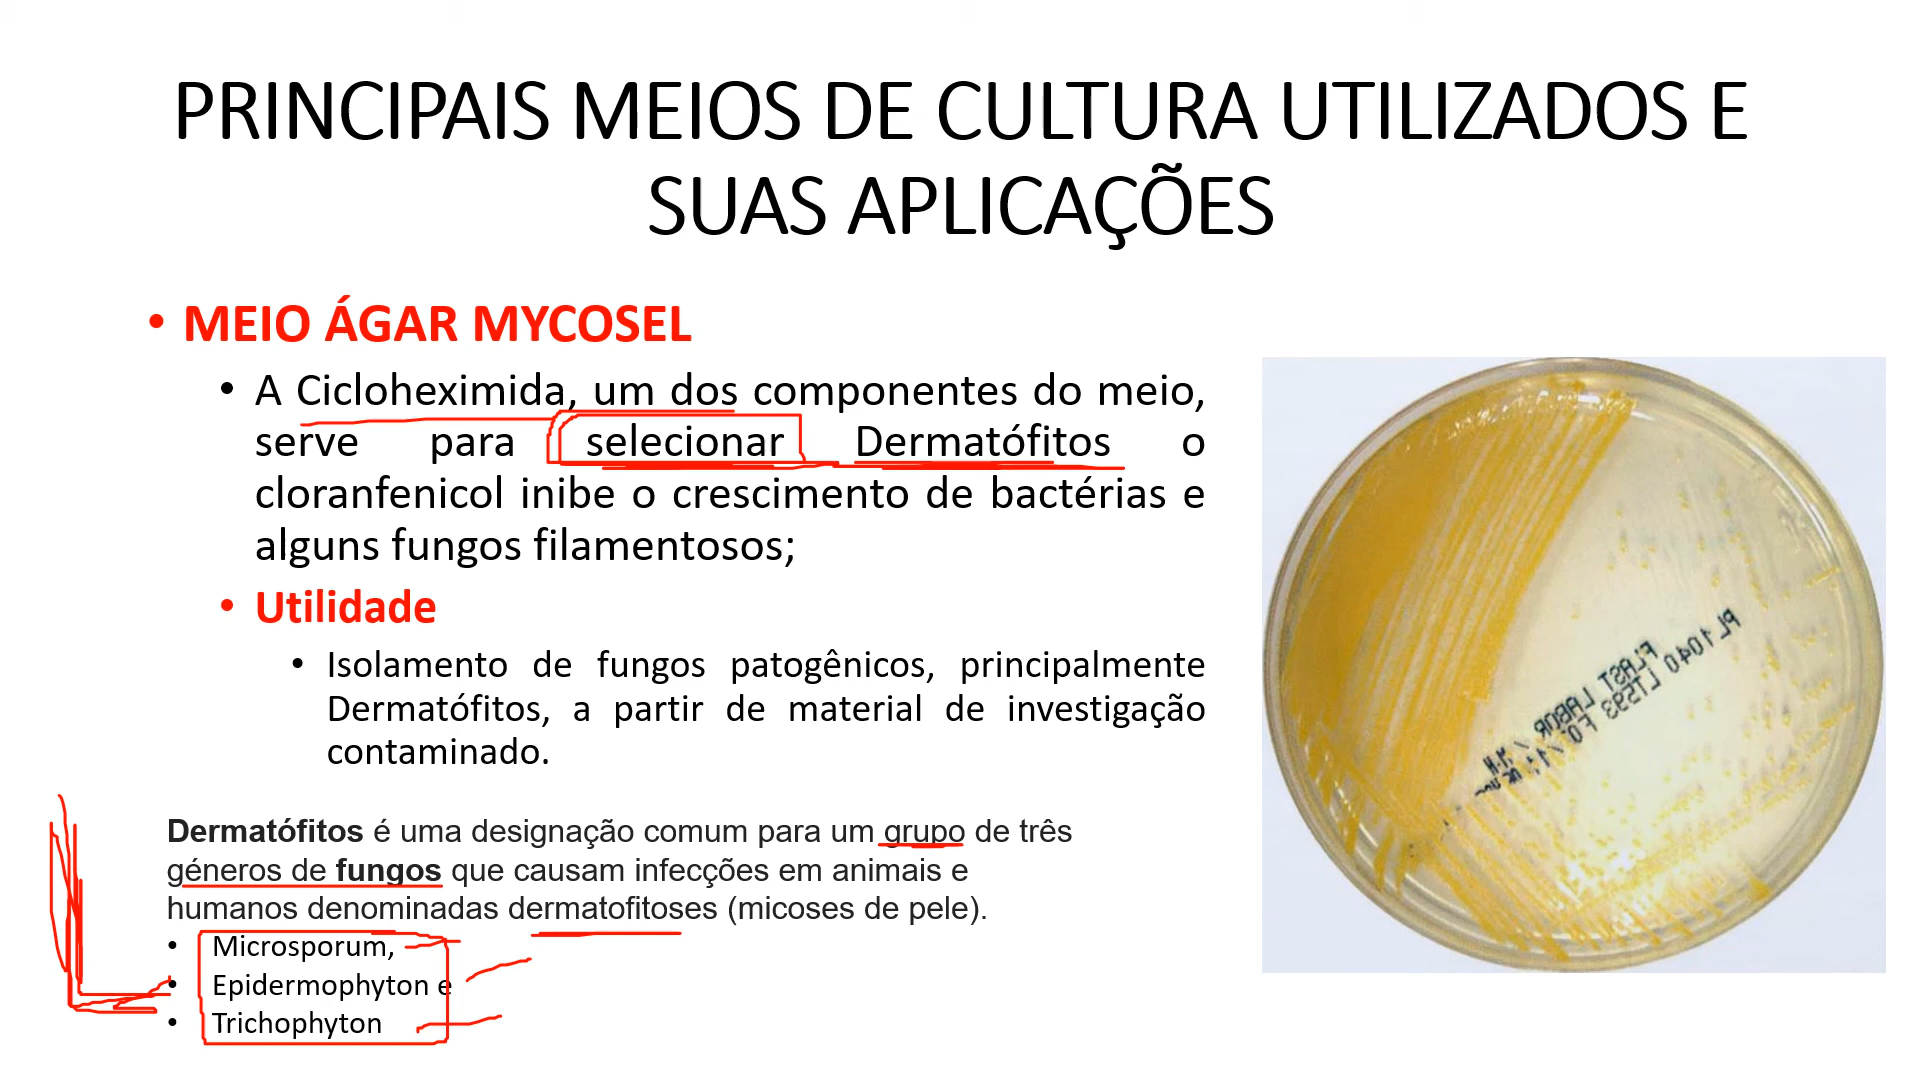 PRINCIPAIS MEIOS DE CULTURA UTILIZADOS E
SUAS APLICAÇÕES
• MEIO ÁGAR MYCOSEL
• A Cicloheximida, um dos componentes do meio,
serve para selecionar Dermatófitos o
cloranfenicol inibe o crescimento de bactérias e
alguns fungos filamentosos;
• Utilidade
• Isolamento de fungos patogênicos, principalmente
Dermatófitos, a partir de material de investigação
contaminado.
Dermatófitos é uma designação comum para um grupo de três
géneros de fungos que causam infecções em animais e
humanos denominadas dermatofitoses (micoses de pele).
• Microsporum,
• Epidermophyton e
• Trichophyton
PL1040
PLAST LABOR